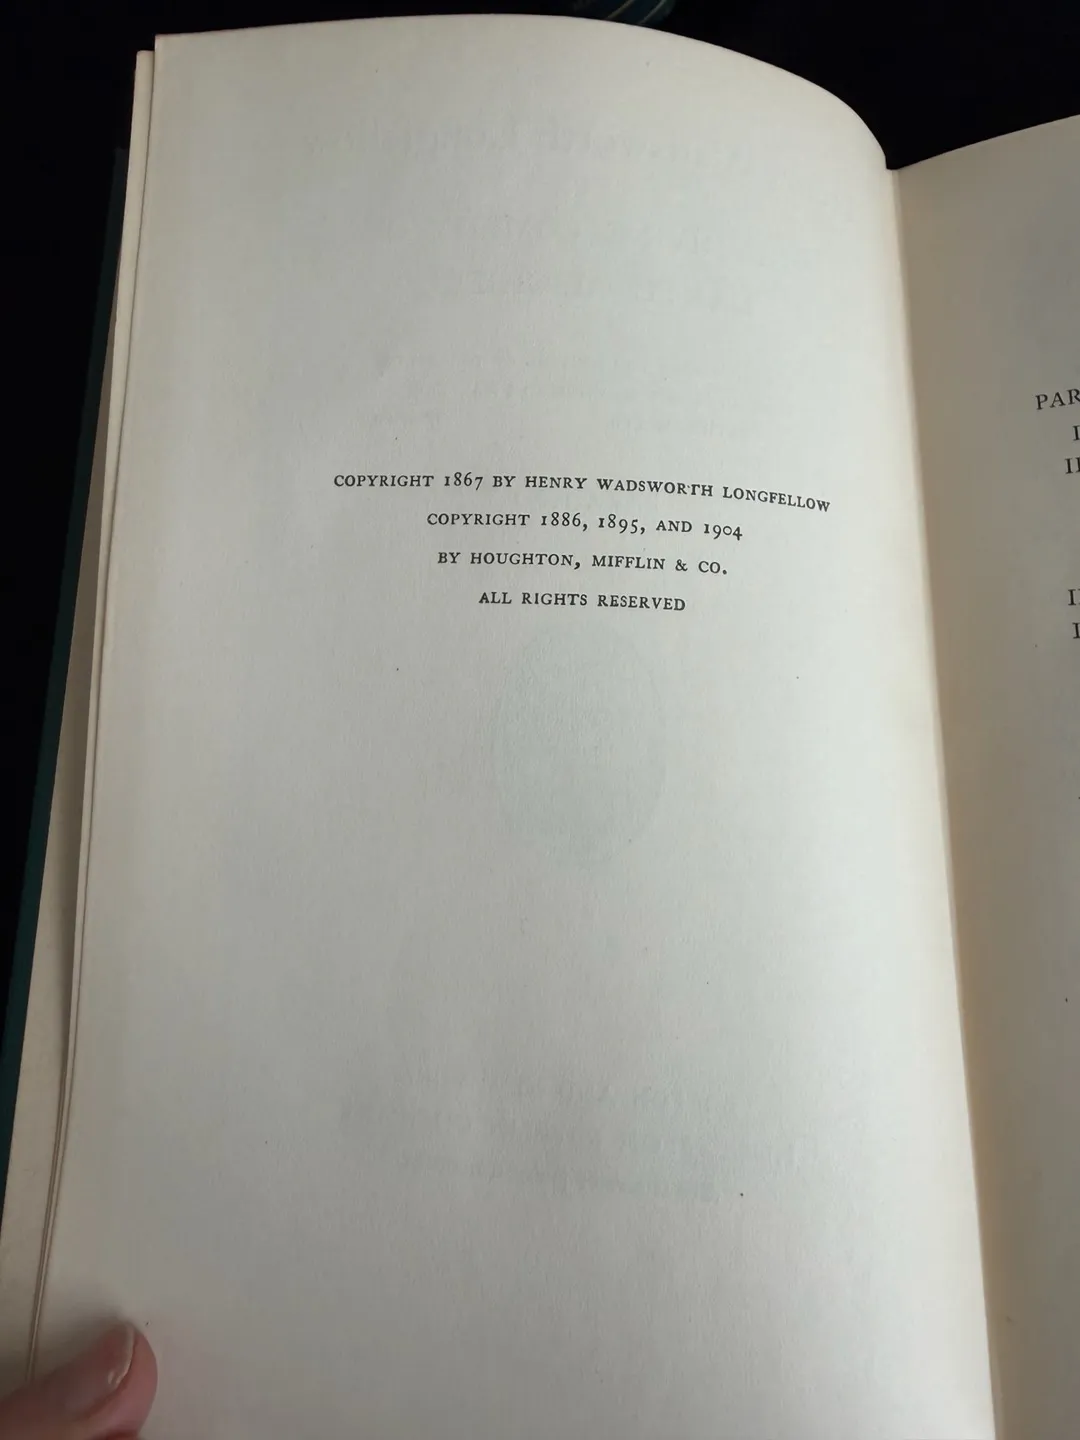 COPYRIGHT 1867 BY HENRY WADSWORTH LONGFELLOW
COPYRIGHT 1886, 1895, AND 1904
BY HOUGHTON, MIFFLIN & CO.
ALL RIGHTS RESERVED